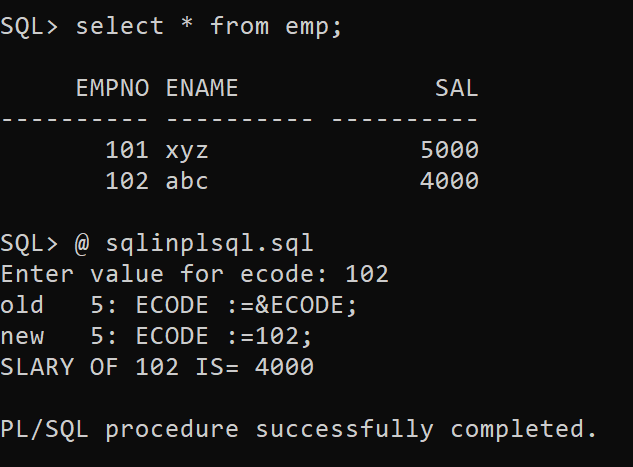 SQL> select * from emp;
     EMPNO ENAME             SAL
---------- ---------- ----------
       101 xyz              5000
       102 abc              4000
SQL> @ sqlinplsql.sql
Enter value for ecode: 102
old   5: ECODE :=&ECODE;
new   5: ECODE :=102;
SLARY OF 102 IS= 4000
PL/SQL procedure successfully completed.